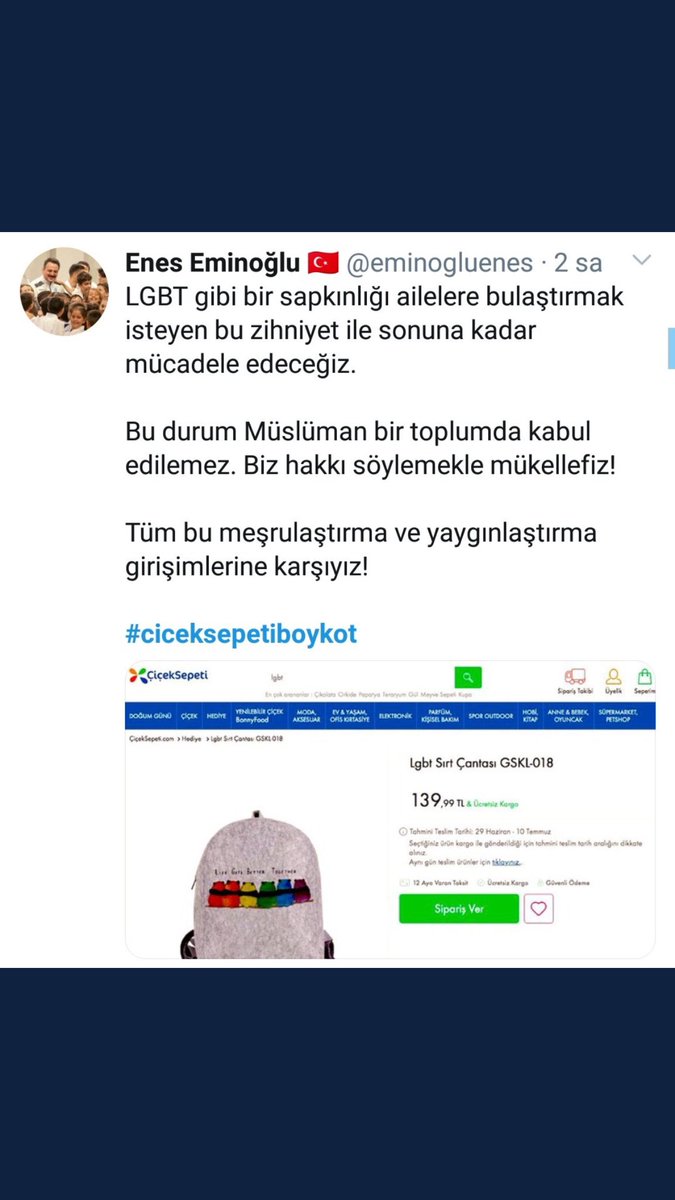 Enes Eminoğlu 🇹🇷 @eminogluenes · 2 sa
LGBT gibi bir sapkınlığı ailelere bulaştırmak
isteyen bu zihniyet ile sonuna kadar
mücadele edeceğiz.
Bu durum Müslüman bir toplumda kabul
edilemez. Biz hakkı söylemekle mükellefiz!
Tüm bu meşrulaştırma ve yaygınlaştırma
girişimlerine karşıyız!
#ciceksepetiboykot
ÇiçekSepeti lgbt
Sipariş Takibi Üyelik Sepetim
En çok arananlar : Çikolata Orkide Papatya Teraryum Gül Meyve Sepeti Kupa
DOĞUM GÜNÜ ÇİÇEK HEDİYE YENİLEBİLİR ÇİÇEK BonnyFood MODA, AKSESUAR EV & YAŞAM, OFİS KIRTASİYE ELEKTRONİK PARFÜM, KİŞİSEL BAKIM SPOR OUTDOOR HOBİ, KİTAP ANNE & BEBEK, OYUNCAK SÜPERMARKET, PETSHOP
ÇiçekSepeti.com > Hediye > Lgbt Sırt Çantası GSKL-018
Lgbt Sırt Çantası GSKL-018
139,99 TL & Ücretsiz Kargo
Tahmini Teslim Tarihi: 29 Haziran - 10 Temmuz
Seçtiğiniz ürün kargo ile gönderildiği için tahmini teslim tarih aralığını dikkate
alınız.
Aynı gün teslim ürünler için tıklayınız.
12 Aya Varan Taksit Ücretsiz Kargo Güvenli Ödeme
Sipariş Ver
Life Gets Better Together